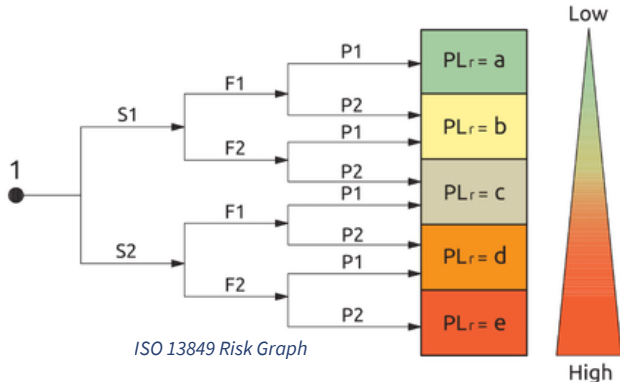 Low
P1
PLr = a
F1
S1
P2
P1
PLr = b
F2
1
P2
P1
PLr = c
F1
S2
P2
P1
PLr = d
F2
P2
PLr = e
ISO 13849 Risk Graph
High